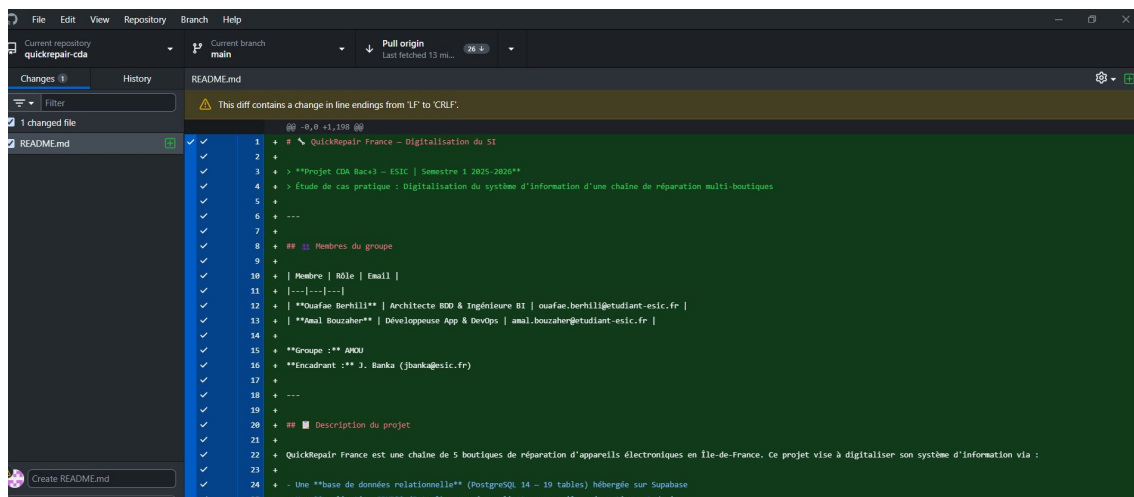 File Edit View Repository Branch Help
Current repository
quickrepair-cda
Current branch
main
Pull origin
Last fetched 13 mi...
26
Changes 1
History
README.md
Filter
This diff contains a change in line endings from 'LF' to 'CRLF'.
1 changed file
@@ -0,0 +1,198 @@
README.md
1 + # 🔧 QuickRepair France – Digitalisation du SI
2 +
3 + > **Projet CDA Bac+3 – ESIC | Semestre 1 2025-2026**
4 + > Étude de cas pratique : Digitalisation du système d'information d'une chaîne de réparation multi-boutiques
5 +
6 + ---
7 +
8 + ## 👥 Membres du groupe
9 +
10 + | Membre | Rôle | Email |
11 + |---|---|---|
12 + | **Ouafae Berhili** | Architecte BDD & Ingénieure BI | ouafae.berhili@etudiant-esic.fr |
13 + | **Amal Bouzaher** | Développeuse App & DevOps | amal.bouzaher@etudiant-esic.fr |
14 +
15 + **Groupe :** AMOU
16 + **Encadrant :** J. Banka (jbanka@esic.fr)
17 +
18 + ---
19 +
20 + ## 📋 Description du projet
21 +
22 + QuickRepair France est une chaîne de 5 boutiques de réparation d'appareils électroniques en Île-de-France. Ce projet vise à digitaliser son système d'information via :
23 +
24 + - Une **base de données relationnelle** (PostgreSQL 14 – 19 tables) hébergée sur Supabase
Create README.md